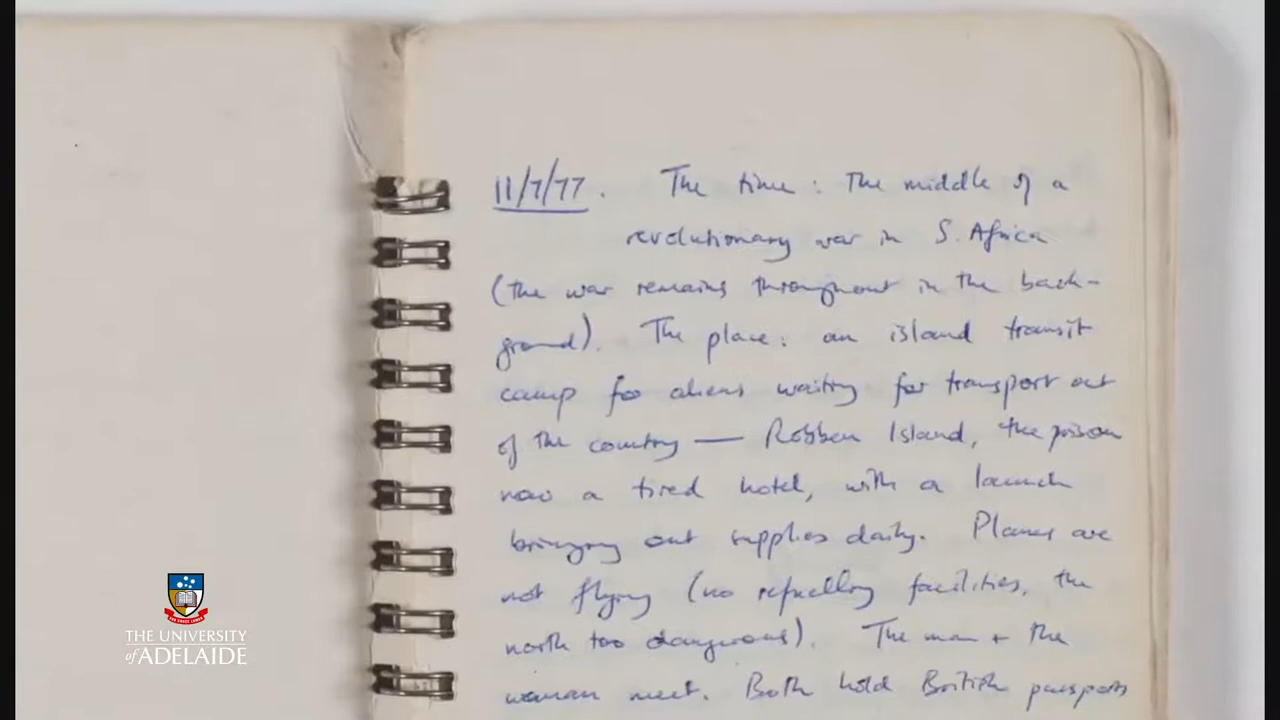 11/7/77. The time: The middle of a
revolutionary war in S. Africa
(the war remains throughout in the back-
ground). The place: an island transit
camp for aliens waiting for transport out
of the country — Robben Island, the prison
now a tired hotel, with a launch
bringing out supplies daily. Planes are
not flying (no refuelling facilities, the
north too dangerous). The man + the
woman meet. Both hold British passports
THE UNIVERSITY
of ADELAIDE